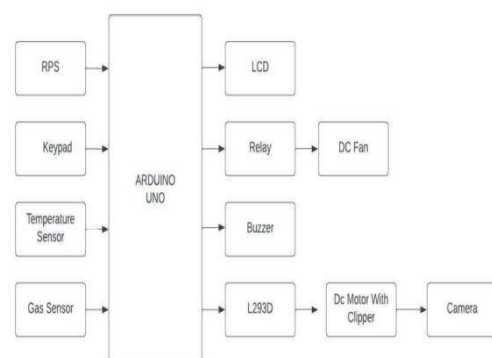 RPS
Keypad
Temperature
Sensor
Gas Sensor
ARDUINO
UNO
LCD
Relay
DC Fan
Buzzer
L293D
Dc Motor With
Clipper
Camera